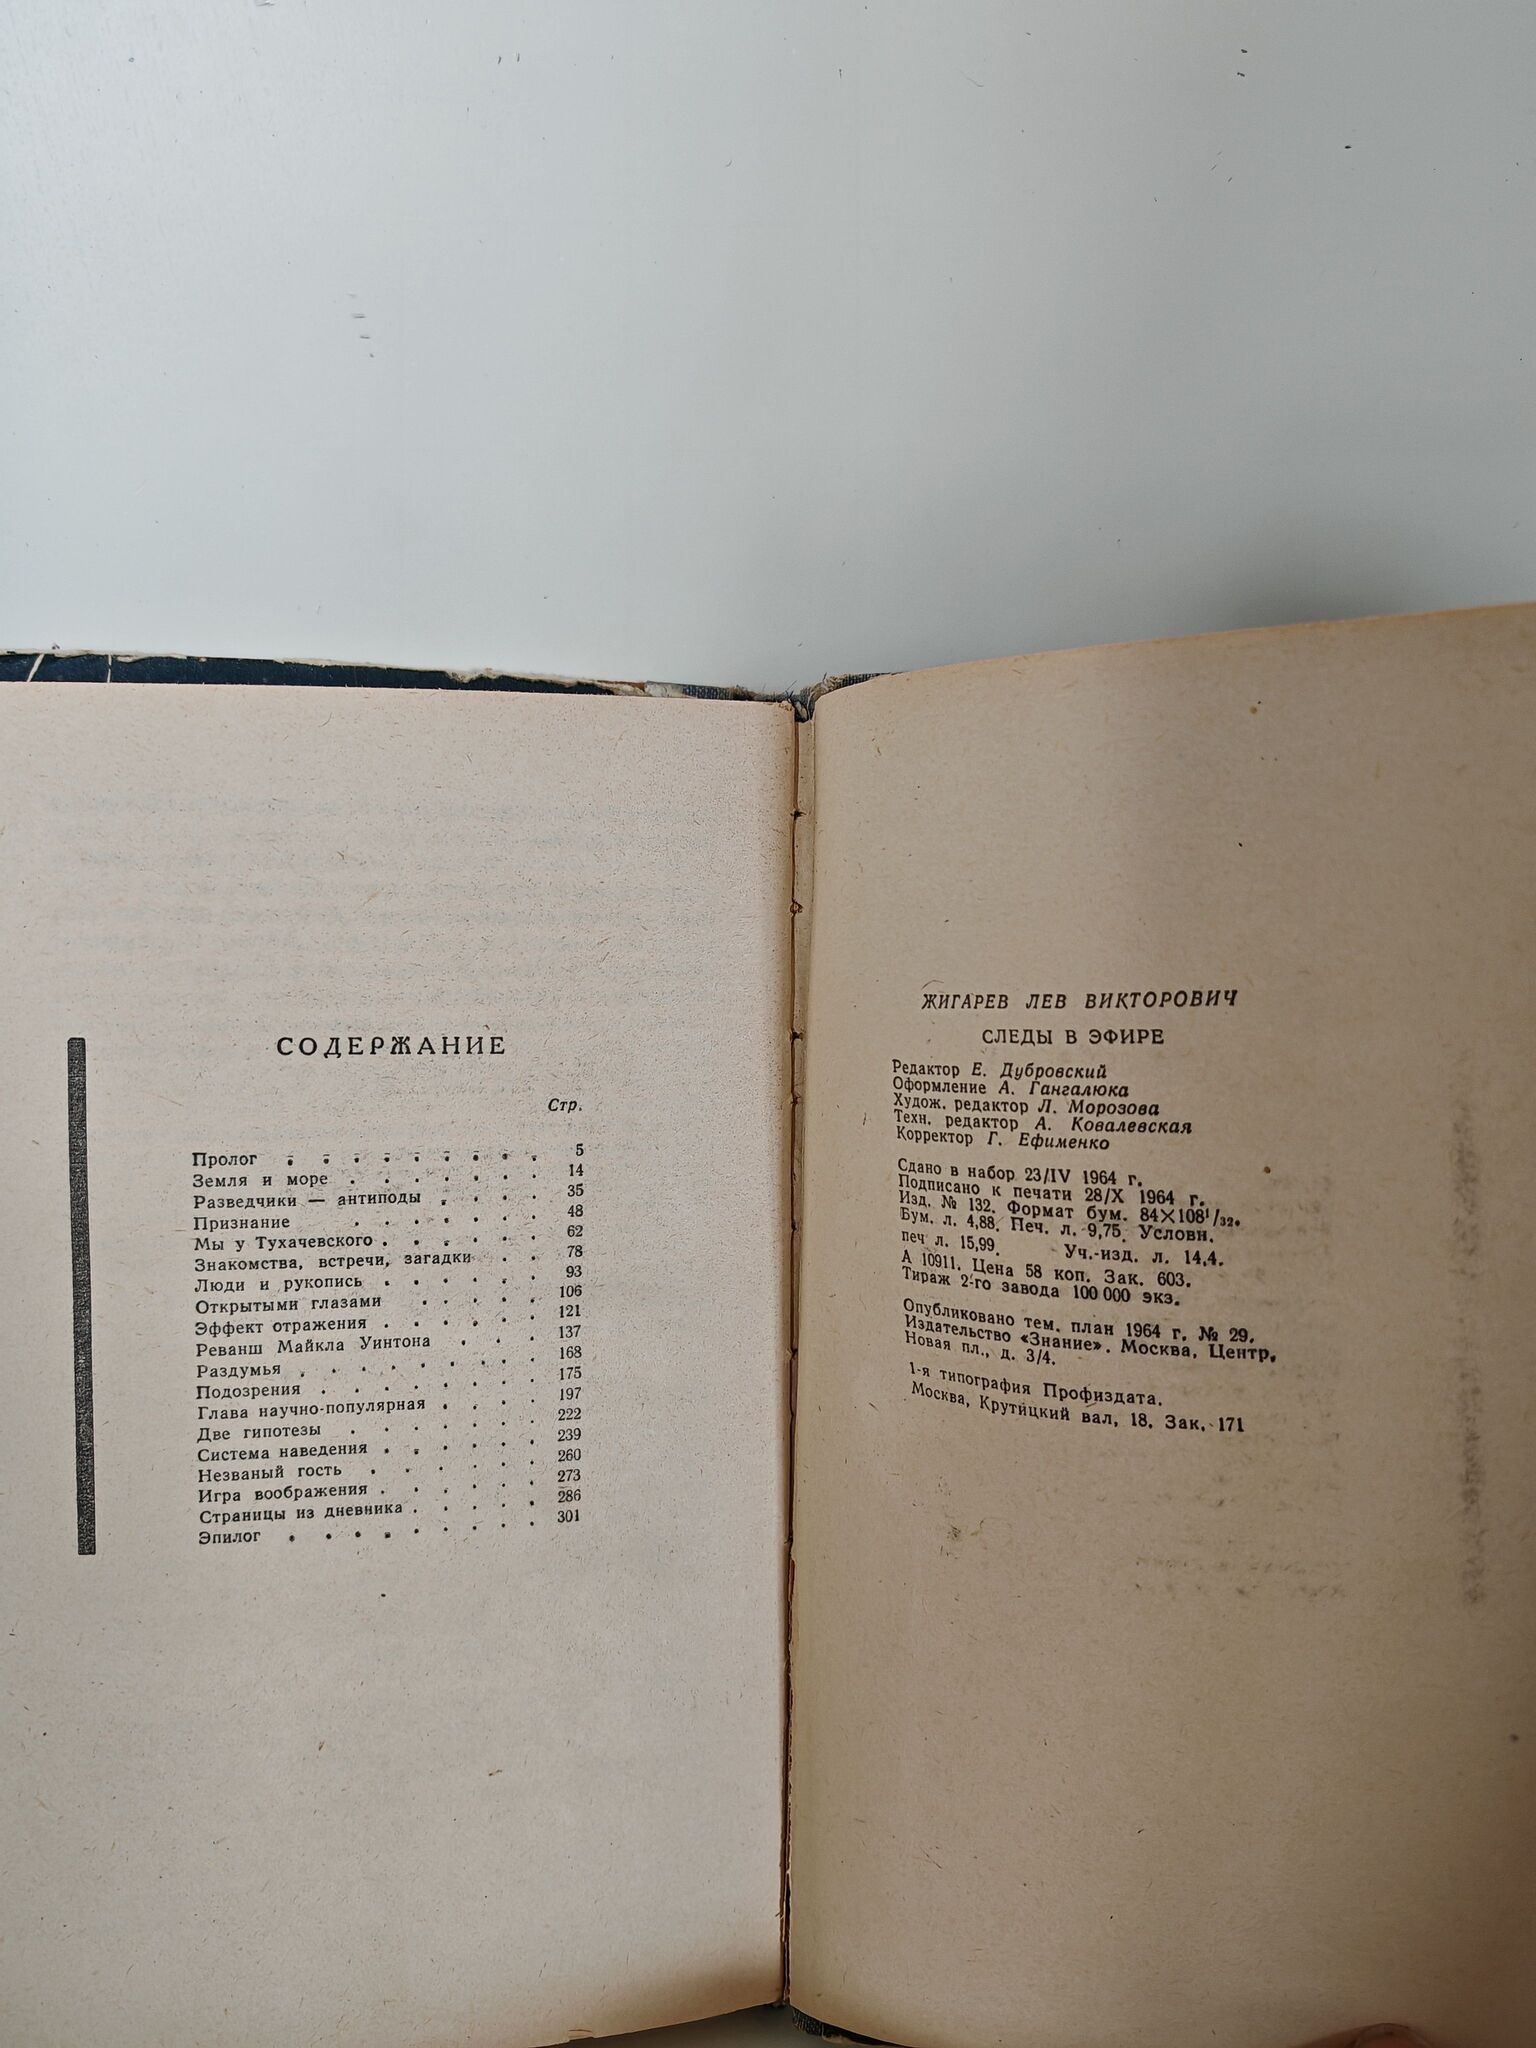 СОДЕРЖАНИЕ
Стр.
Пролог . . . . . . . . . 5
Земля и море . . . . . . . 14
Разведчики — антиподы . . . . 35
Признание . . . . . . . 48
Мы у Тухачевского . . . . . . 62
Знакомства, встречи, загадки . . 78
Люди и рукопись . . . . . . 93
Открытыми глазами . . . . . 106
Эффект отражения . . . . . . 121
Реванш Майкла Уинтона . . . 137
Раздумья . . . . . . . . 168
Подозрения . . . . . . . . 175
Глава научно-популярная . . . . 197
Две гипотезы . . . . . . . 222
Система наведения . . . . . . 239
Незваный гость . . . . . . 260
Игра воображения . . . . . . 273
Страницы из дневника . . . . . 286
Эпилог . . . . . . . . . 301
ЖИГАРЕВ ЛЕВ ВИКТОРОВИЧ
СЛЕДЫ В ЭФИРЕ
Редактор Е. Дубровский
Оформление А. Гангалюка
Худож. редактор Л. Морозова
Техн. редактор А. Ковалевская
Корректор Г. Ефименко
Сдано в набор 23/IV 1964 г.
Подписано к печати 28/X 1964 г.
Изд. № 132. Формат бум. 84×108¹/₃₂.
Бум. л. 4,88. Печ. л. 9,75. Условн.
печ л. 15,99. Уч.-изд. л. 14,4.
А 10911. Цена 58 коп. Зак. 603.
Тираж 2-го завода 100 000 экз.
Опубликовано тем. план 1964 г. № 29.
Издательство «Знание». Москва, Центр,
Новая пл., д. 3/4.
1-я типография Профиздата.
Москва, Крутицкий вал, 18. Зак. 171